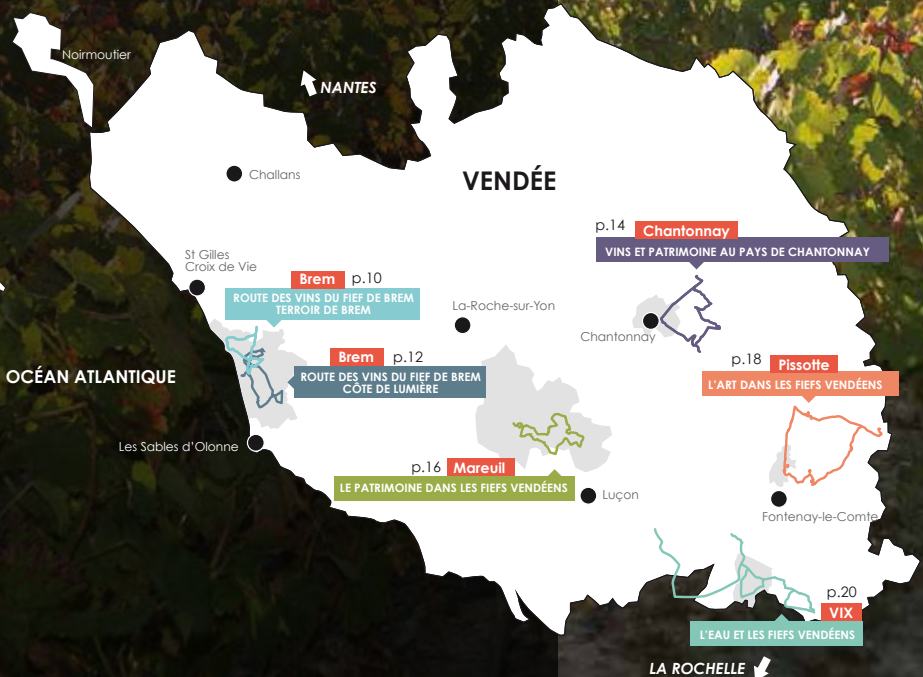 Noirmoutier
NANTES
Challans
VENDÉE
p.14 Chantonnay
VINS ET PATRIMOINE AU PAYS DE CHANTONNAY
St Gilles
Croix de Vie
Brem p.10
ROUTE DES VINS DU FIEF DE BREM
TERROIR DE BREM
La-Roche-sur-Yon
Chantonnay
Brem p.12
ROUTE DES VINS DU FIEF DE BREM
CÔTE DE LUMIÈRE
OCÉAN ATLANTIQUE
p.18 Pissotte
L'ART DANS LES FIEFS VENDÉENS
Les Sables d'Olonne
p.16 Mareuil
LE PATRIMOINE DANS LES FIEFS VENDÉENS
Luçon
Fontenay-le-Comte
p.20
VIX
L'EAU ET LES FIEFS VENDÉENS
LA ROCHELLE